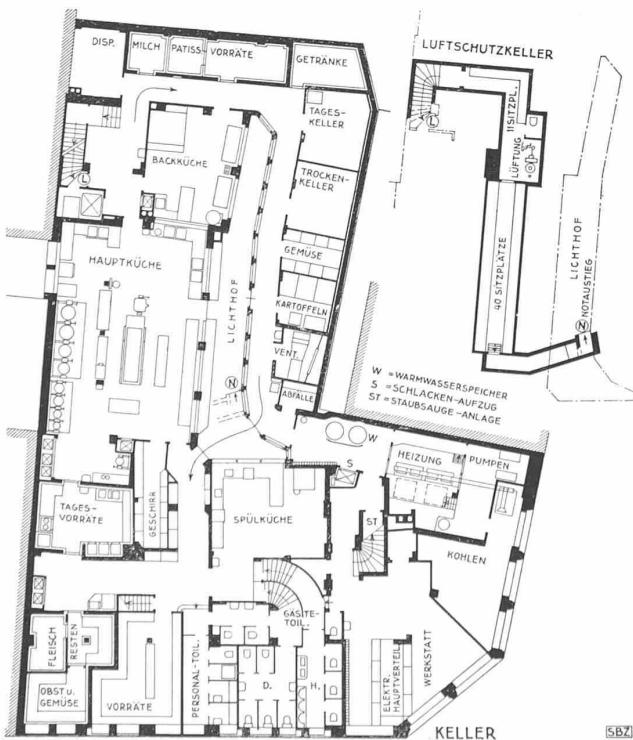 DISP.
MILCH
PATISS.
VORRÄTE
GETRÄNKE
LUFTSCHUTZKELLER
TAGES-
KELLER
11 SITZPL.
LÜFTUNG
BACKKÜCHE
TROCKEN-
KELLER
L
L
A
HAUPTKÜCHE
GEMÜSE
LICHTHOF
KARTOFFELN
40 SITZPLÄTZE
LICHTHOF
N NOTAUSTIEG
VENT.
N
ABFÄLLE
W = WARMWASSERSPEICHER
S = SCHLACKEN-AUFZUG
ST = STAUBSAUGE-ANLAGE
W
HEIZUNG
PUMPEN
S
TAGES-
VORRÄTE
GESCHIRR
SPÜLKÜCHE
ST
KOHLEN
GÄSTE-
TOIL.
FLEISCH
RESTEN
OBST U.
GEMÜSE
VORRÄTE
PERSONAL-TOIL.
D.
H.
ELEKTR.
HAUPTVERTEIL.
WERKSTATT
KELLER
SBZ